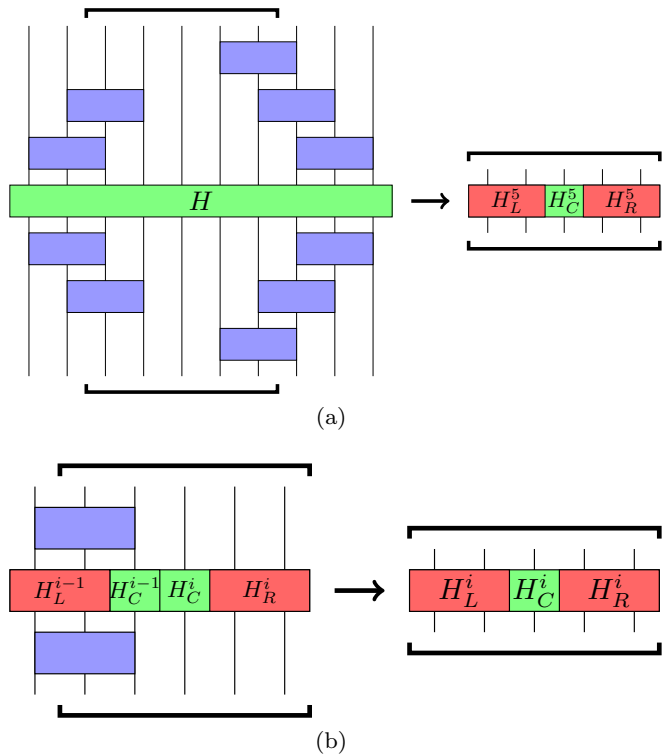 H
H_L^5 H_C^5 H_R^5
(a)
H_L^{i-1} H_C^{i-1} H_C^i H_R^i
H_L^i H_C^i H_R^i
(b)